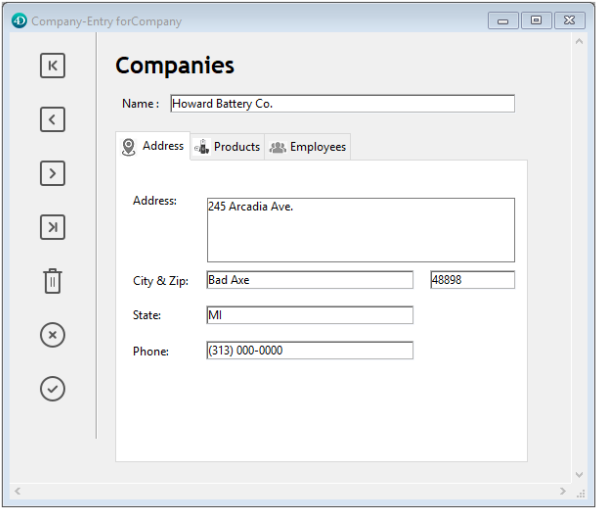 Company-Entry forCompany
Companies
Name : Howard Battery Co.
Address Products Employees
Address: 245 Arcadia Ave.
City & Zip: Bad Axe 48898
State: MI
Phone: (313) 000-0000